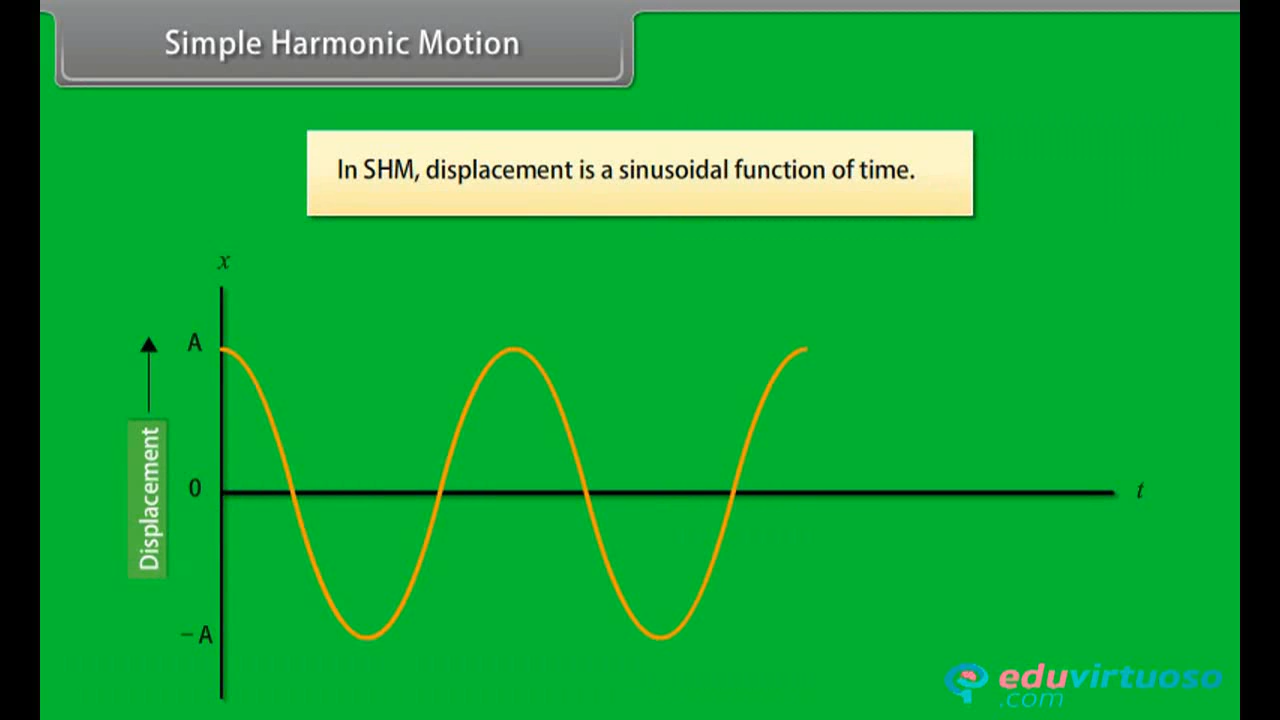 Simple Harmonic Motion
In SHM, displacement is a sinusoidal function of time.
x
A
Displacement
0
t
– A
eduvirtuoso
.com